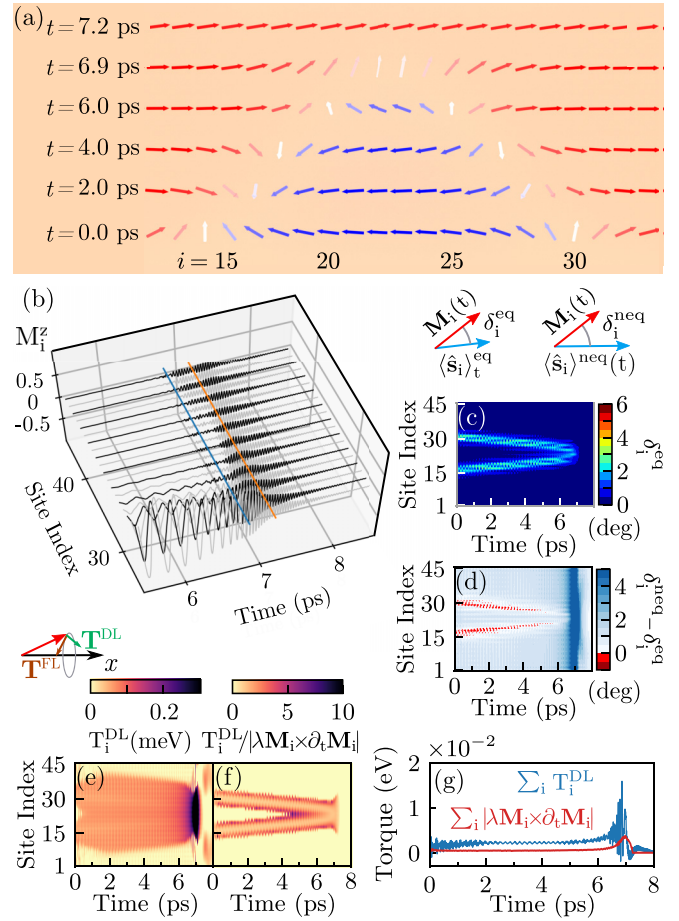 (a)
t = 7.2 ps
t = 6.9 ps
t = 6.0 ps
t = 4.0 ps
t = 2.0 ps
t = 0.0 ps
i = 15 20 25 30
(b)
M_i^z
0.5
0
-0.5
40
30
Site Index
6 7 8
Time (ps)
M_i(t) δ_i^eq
⟨ŝ_i⟩_t^eq
M_i(t) δ_i^neq
⟨ŝ_i⟩^neq(t)
(c)
45
30
15
1
Site Index
0 2 4 6
Time (ps)
6
4
2
0
δ_i^eq
(deg)
(d)
45
30
15
1
Site Index
0 2 4 6
Time (ps)
4
2
0
δ_i^neq – δ_i^eq
(deg)
T^DL
T^FL
x
0 0.2
T_i^DL(meV)
0 5 10
T_i^DL/|λM_i×∂_tM_i|
(e)
45
30
15
1
Site Index
0 2 4 6
Time (ps)
(f)
0 2 4 6 8
Time (ps)
×10^−2
(g)
∑_i T_i^DL
∑_i |λM_i×∂_tM_i|
2
1
0
Torque (eV)
0 2 4 6 8
Time (ps)